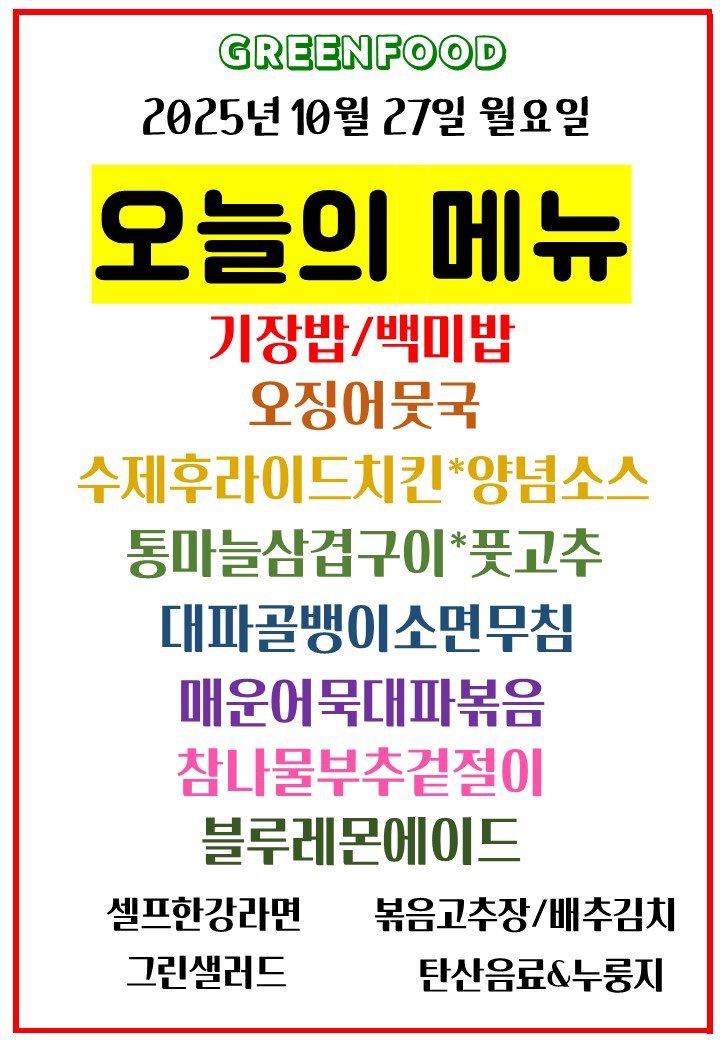 GREENFOOD
2025년 10월 27일 월요일
오늘의 메뉴
기장밥/백미밥
오징어뭇국
수제후라이드치킨*양념소스
통마늘삼겹구이*풋고추
대파골뱅이소면무침
매운어묵대파볶음
참나물부추겉절이
블루레몬에이드
셀프한강라면 볶음고추장/배추김치
그린샐러드 탄산음료&누룽지